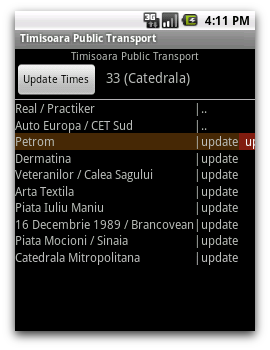 3G
4:11 PM
Timisoara Public Transport
Timisoara Public Transport
Update Times
33 (Catedrala)
Real / Practiker |..
Auto Europa / CET Sud |..
Petrom |update up
Dermatina |update
Veteranilor / Calea Sagului |update
Arta Textila |update
Piata Iuliu Maniu |update
16 Decembrie 1989 / Brancovean |update
Piata Mocioni / Sinaia |update
Catedrala Mitropolitana |update